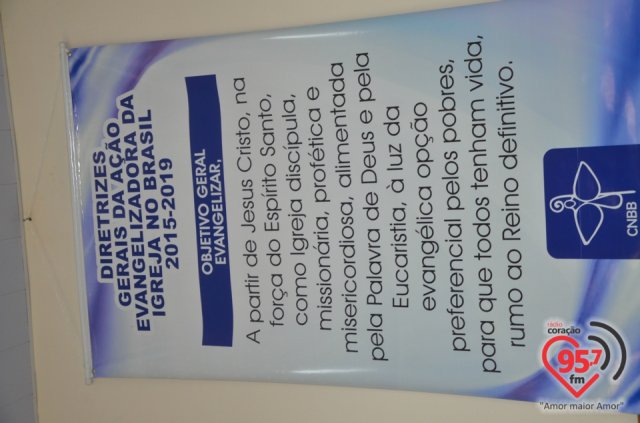 DIRETRIZES
GERAIS DA AÇÃO
EVANGELIZADORA DA
IGREJA NO BRASIL
2015-2019
OBJETIVO GERAL
EVANGELIZAR,
A partir de Jesus Cristo, na
força do Espírito Santo,
como Igreja discípula,
missionária, profética e
misericordiosa, alimentada
pela Palavra de Deus e pela
Eucaristia, à luz da
evangélica opção
preferencial pelos pobres,
para que todos tenham vida,
rumo ao Reino definitivo.
CNBB
rádio
coração
95.7
fm
"Amor maior Amor"